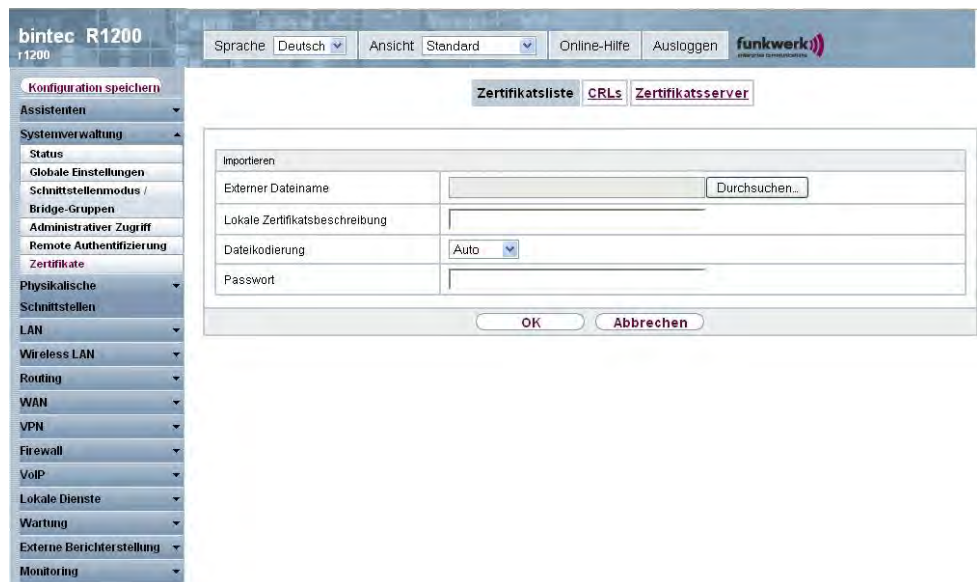 bintec R1200
r1200
Sprache Deutsch Ansicht Standard Online-Hilfe Ausloggen funkwerk
Konfiguration speichern
Assistenten
Systemverwaltung
Status
Globale Einstellungen
Schnittstellenmodus /
Bridge-Gruppen
Administrativer Zugriff
Remote Authentifizierung
Zertifikate
Physikalische
Schnittstellen
LAN
Wireless LAN
Routing
WAN
VPN
Firewall
VoIP
Lokale Dienste
Wartung
Externe Berichterstellung
Monitoring
Zertifikatsliste CRLs Zertifikatsserver
Importieren
Externer Dateiname Durchsuchen...
Lokale Zertifikatsbeschreibung
Dateikodierung Auto
Passwort
OK Abbrechen